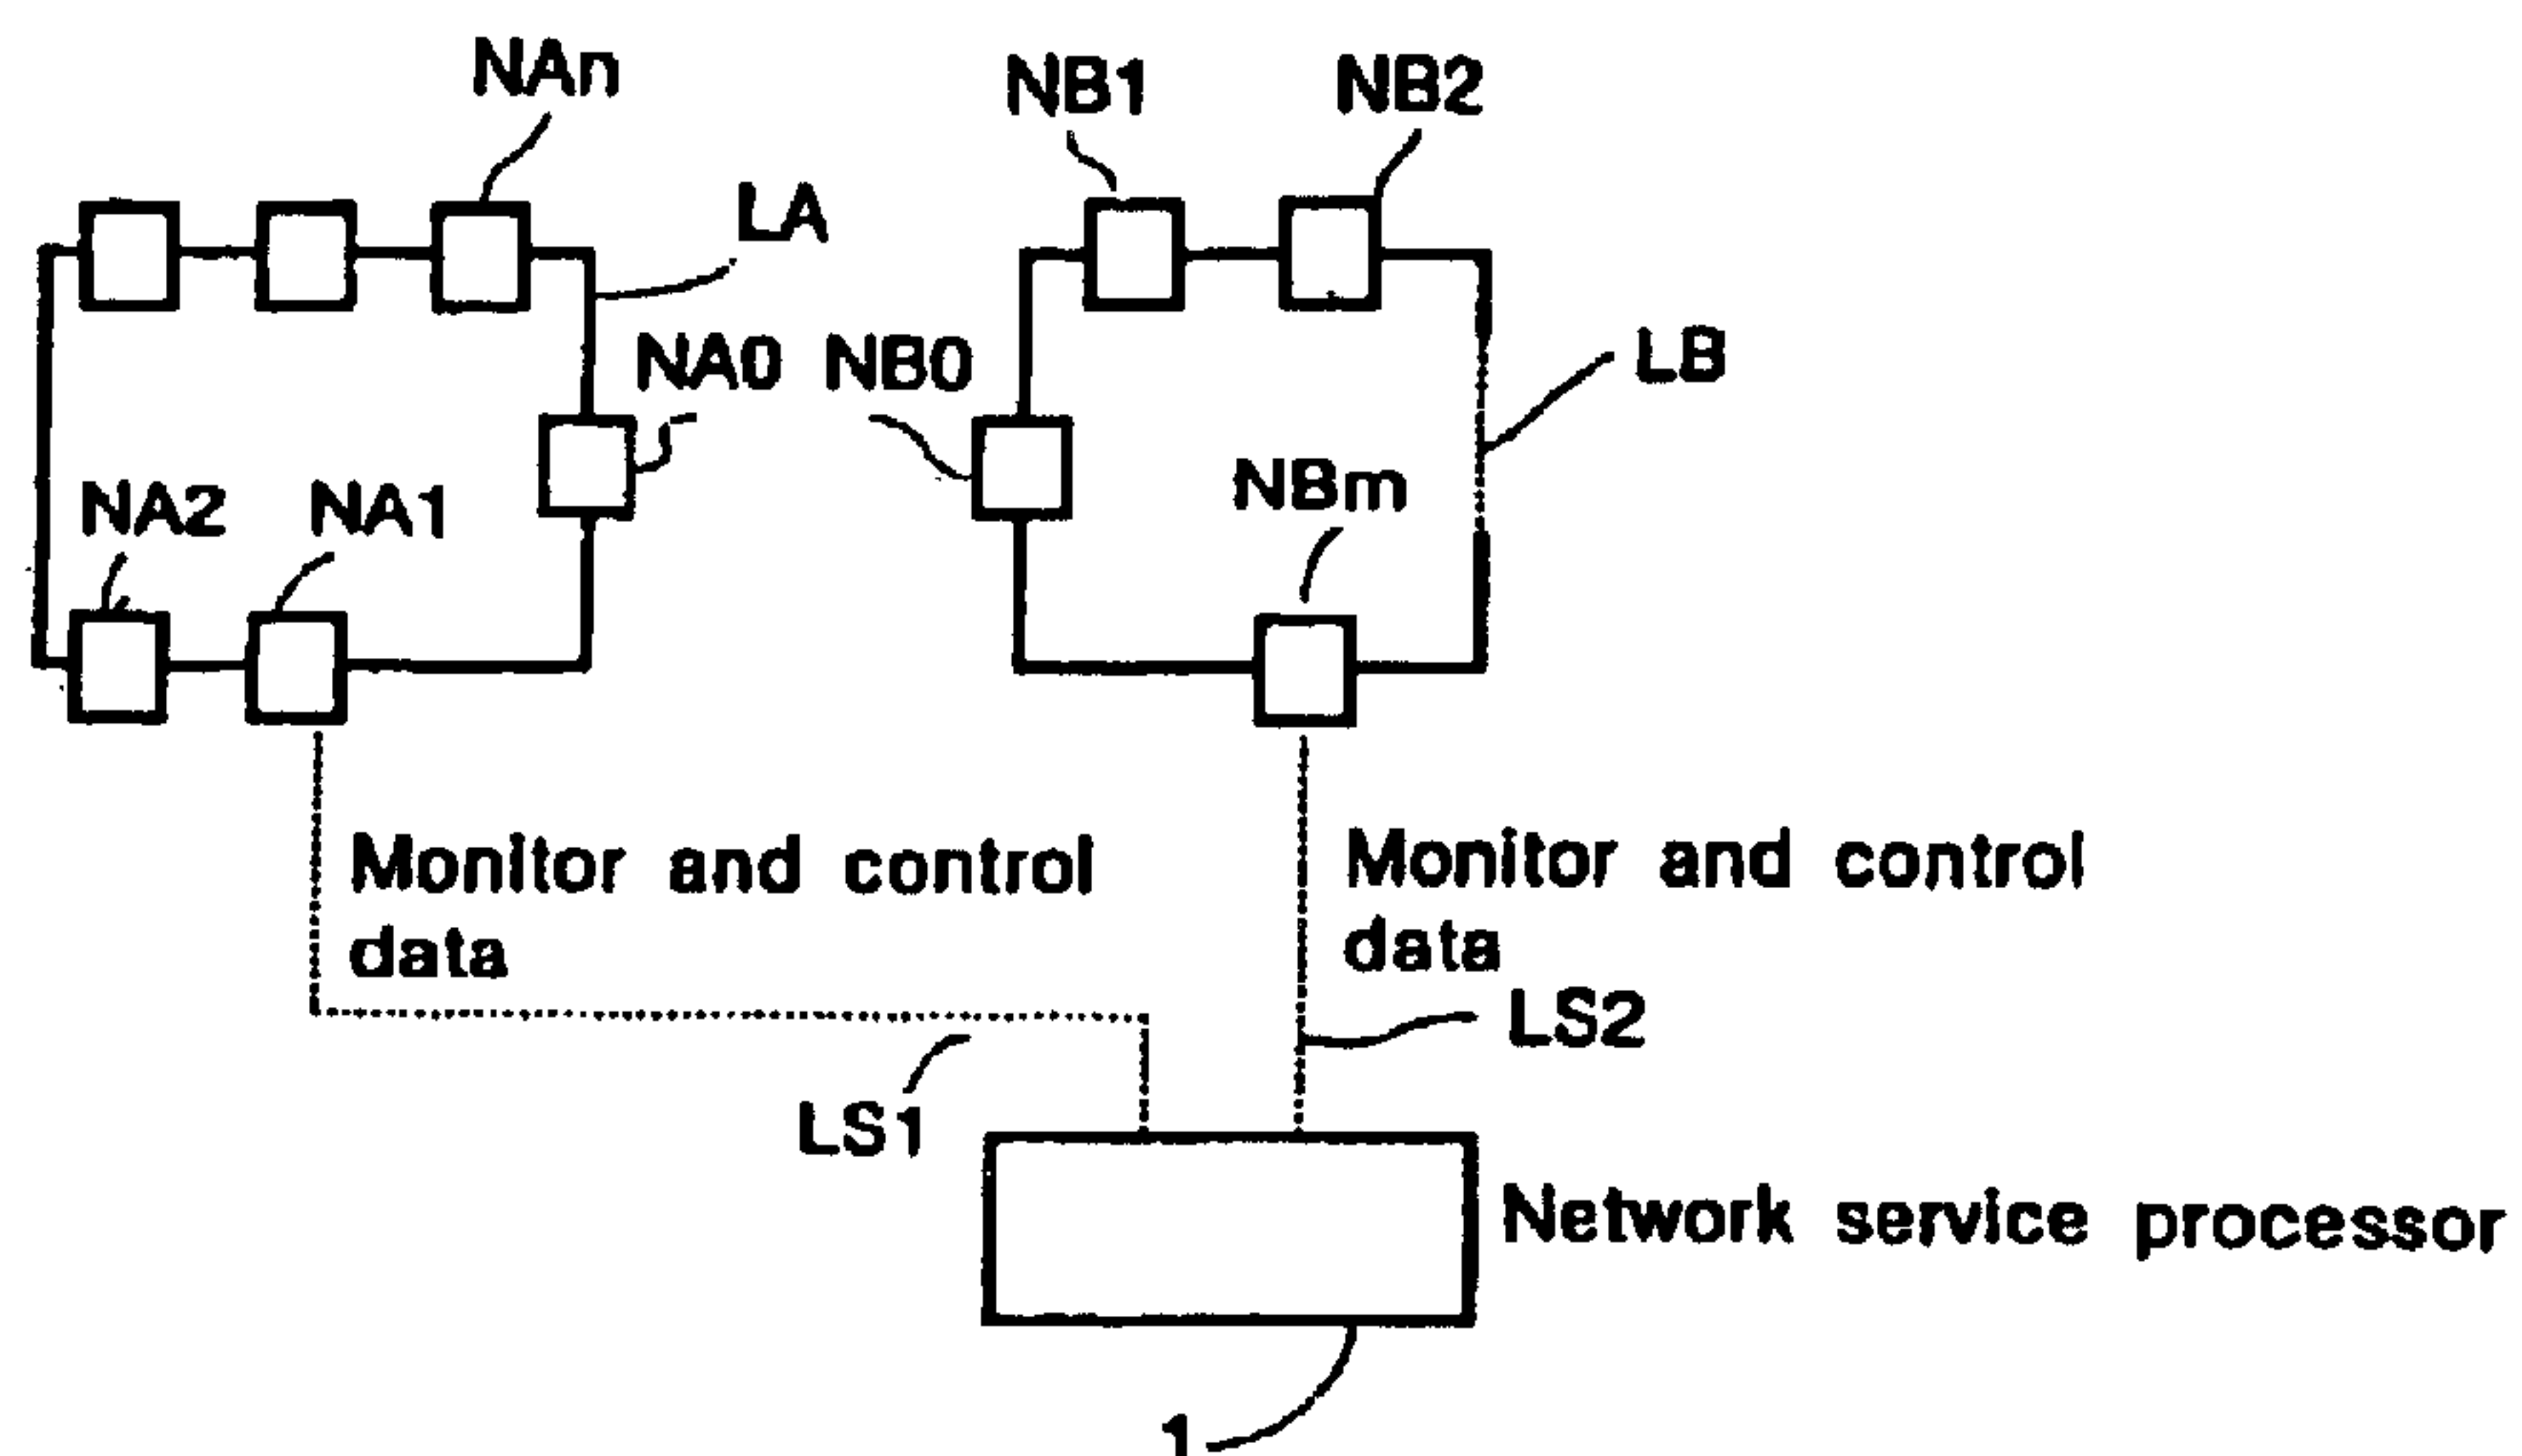 NAn
NB1
NB2
LA
NA0
NB0
LB
NA2
NA1
NBm
Monitor and control
data
Monitor and control
data
LS2
LS1
Network service processor
1